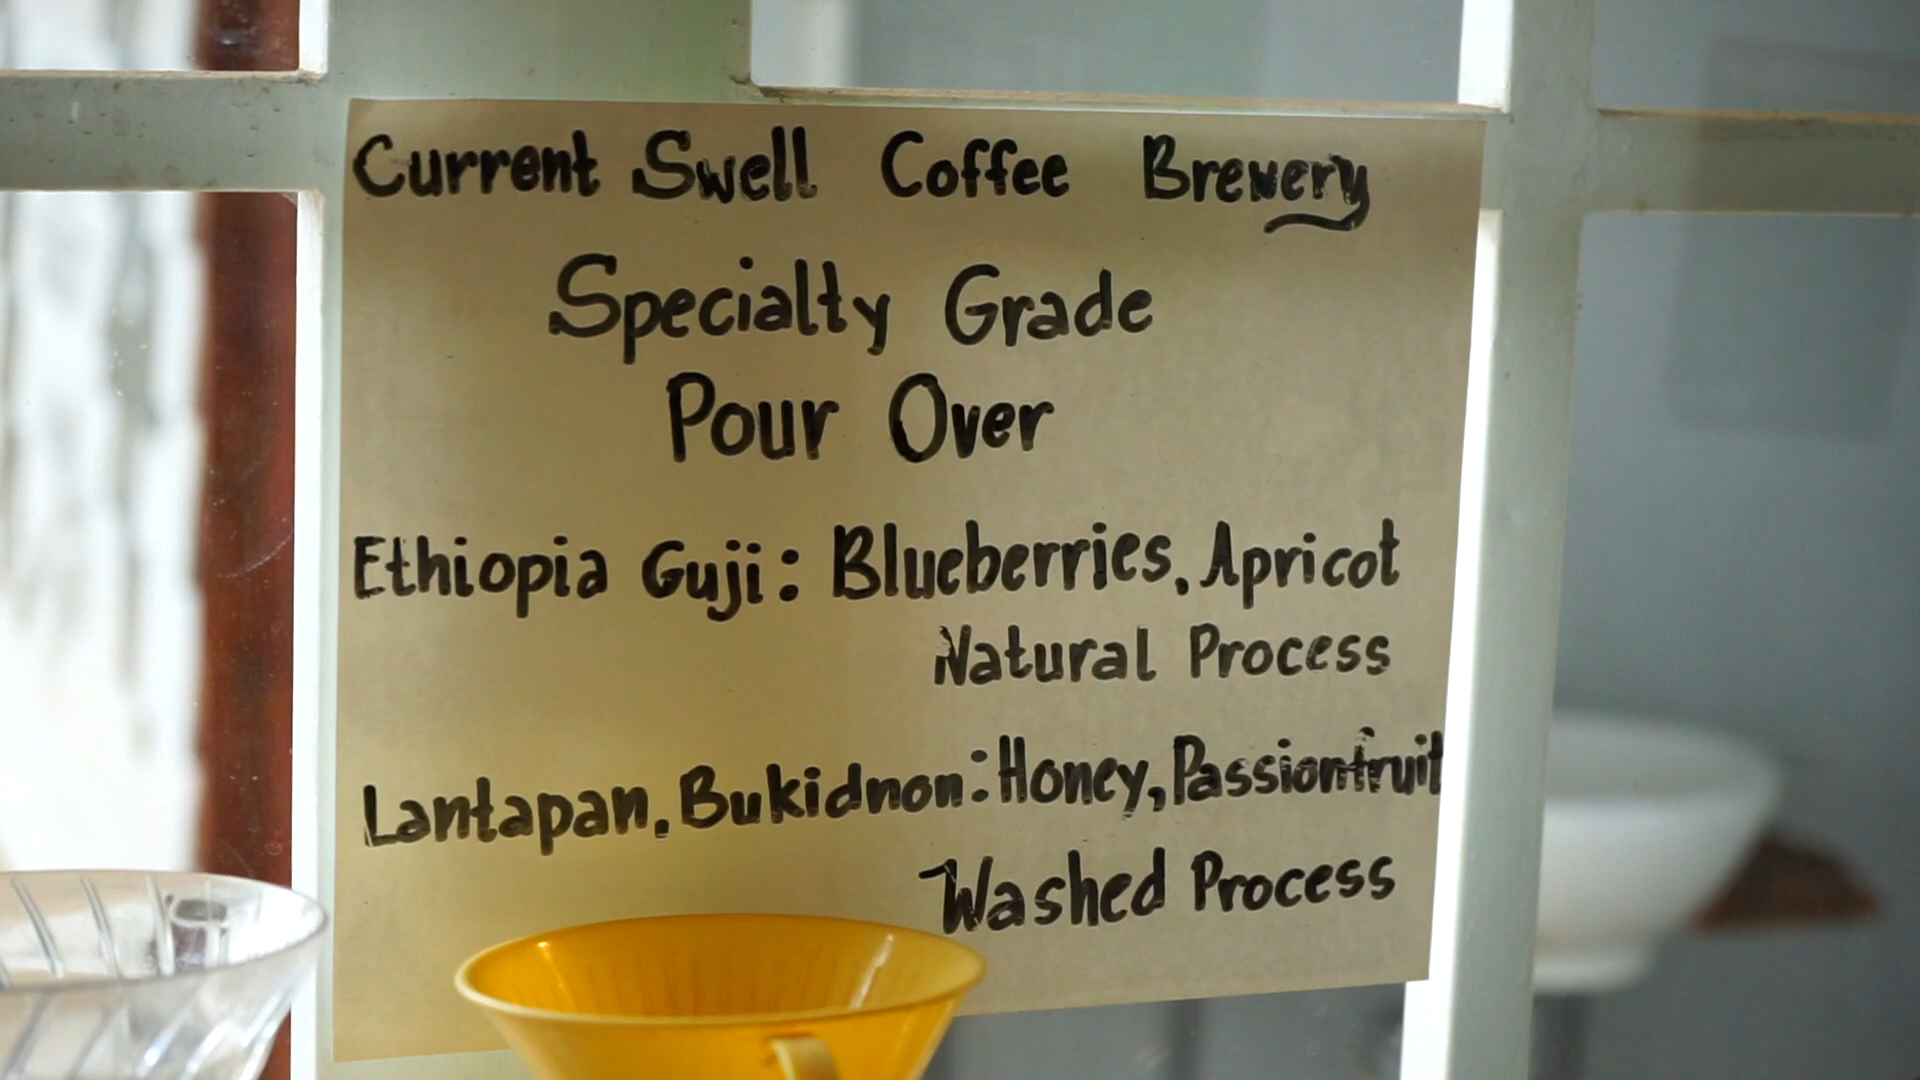 Current Swell Coffee Brewery
Specialty Grade
Pour Over
Ethiopia Guji: Blueberries, Apricot
Natural Process
Lantapan, Bukidnon: Honey, Passionfruit
Washed Process